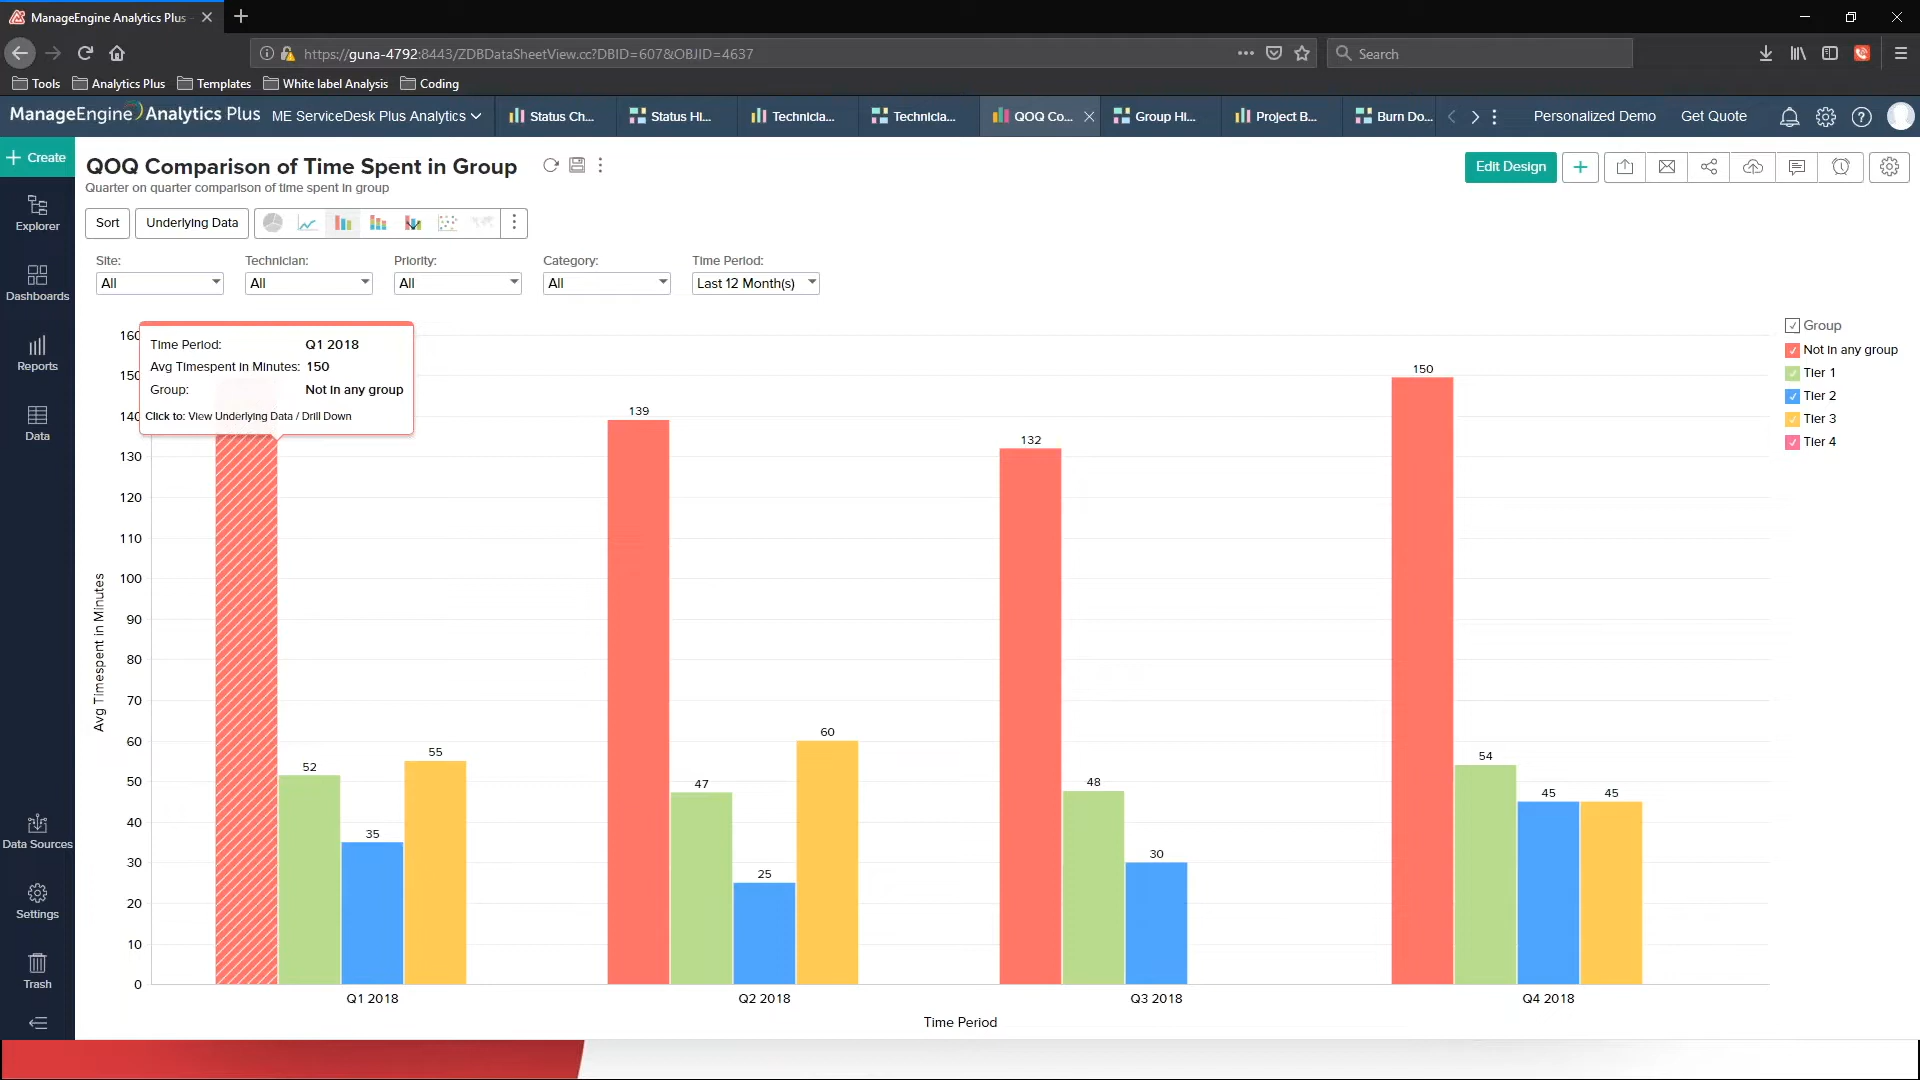 ManageEngine Analytics Plus
https://guna-4792:8443/ZDBDataSheetView.cc?DBID=607&OBJID=4637
Search
Tools Analytics Plus Templates White label Analysis Coding
ManageEngine Analytics Plus ME ServiceDesk Plus Analytics Status Ch... Status Hi... Technicia... Technicia... QOQ Co... Group Hi... Project B... Burn Do... Personalized Demo Get Quote
Create
Explorer
Dashboards
Reports
Data
Data Sources
Settings
Trash
QOQ Comparison of Time Spent in Group
Quarter on quarter comparison of time spent in group
Edit Design
Sort Underlying Data
Site: Technician: Priority: Category: Time Period:
All All All All Last 12 Month(s)
Time Period: Q1 2018
Avg Timespent in Minutes: 150
Group: Not in any group
Click to: View Underlying Data / Drill Down
Avg Timespent in Minutes
160
150
140
130
120
110
100
90
80
70
60
50
40
30
20
10
0
52 35 55
139 47 25 60
132 48 30
150 54 45 45
Q1 2018 Q2 2018 Q3 2018 Q4 2018
Time Period
Group
Not in any group
Tier 1
Tier 2
Tier 3
Tier 4